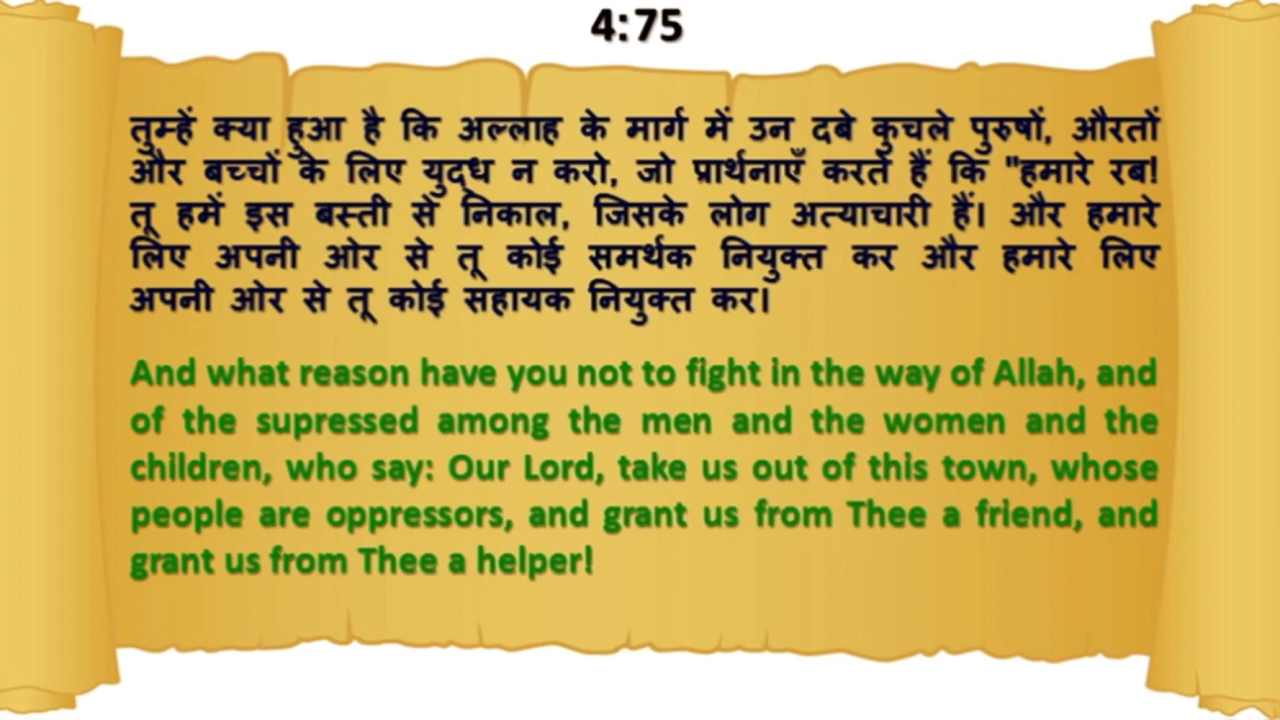 4:75
तुम्हें क्या हुआ है कि अल्लाह के मार्ग में उन दबे कुचले पुरुषों, औरतों
और बच्चों के लिए युद्ध न करो, जो प्रार्थनाएँ करते हैं कि "हमारे रब!
तू हमें इस बस्ती से निकाल, जिसके लोग अत्याचारी हैं। और हमारे
लिए अपनी ओर से तू कोई समर्थक नियुक्त कर और हमारे लिए
अपनी ओर से तू कोई सहायक नियुक्त कर।
And what reason have you not to fight in the way of Allah, and
of the supressed among the men and the women and the
children, who say: Our Lord, take us out of this town, whose
people are oppressors, and grant us from Thee a friend, and
grant us from Thee a helper!